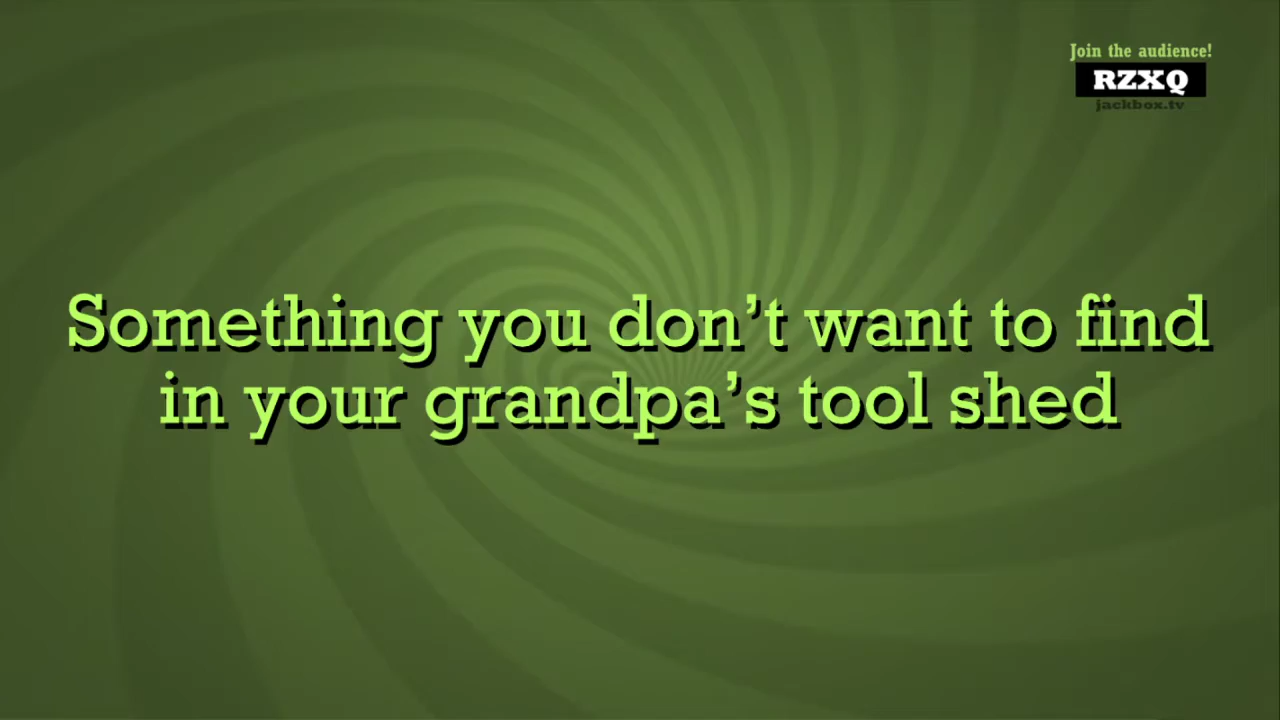 Join the audience!
RZXQ
jackbox.tv
Something you don’t want to find
in your grandpa’s tool shed